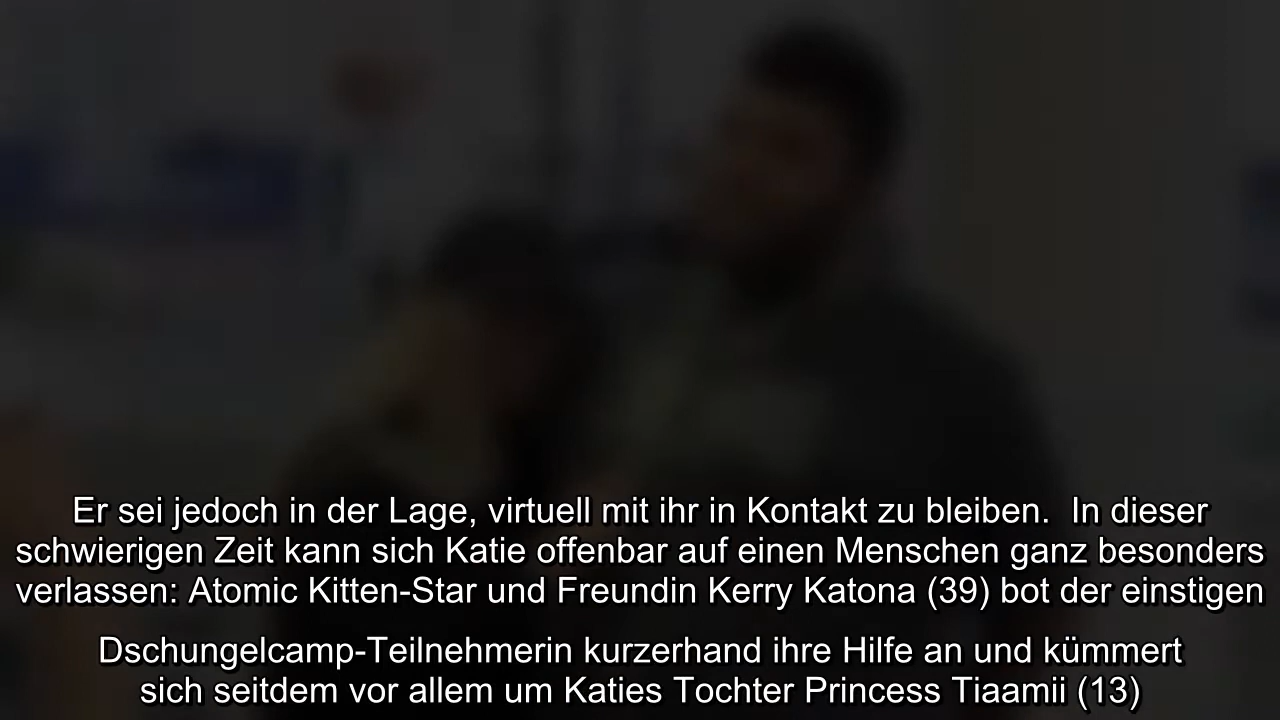 Er sei jedoch in der Lage, virtuell mit ihr in Kontakt zu bleiben.  In dieser
schwierigen Zeit kann sich Katie offenbar auf einen Menschen ganz besonders
verlassen: Atomic Kitten-Star und Freundin Kerry Katona (39) bot der einstigen
Dschungelcamp-Teilnehmerin kurzerhand ihre Hilfe an und kümmert
sich seitdem vor allem um Katies Tochter Princess Tiaamii (13)